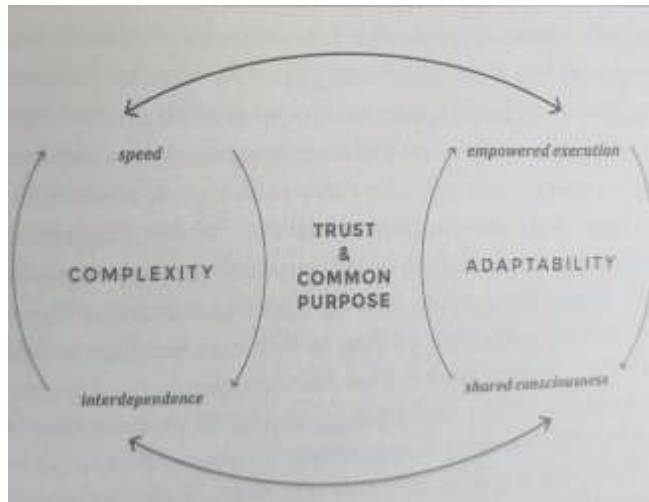 speed
empowered execution
TRUST
&
COMMON
PURPOSE
COMPLEXITY
ADAPTABILITY
interdependence
shared consciousness